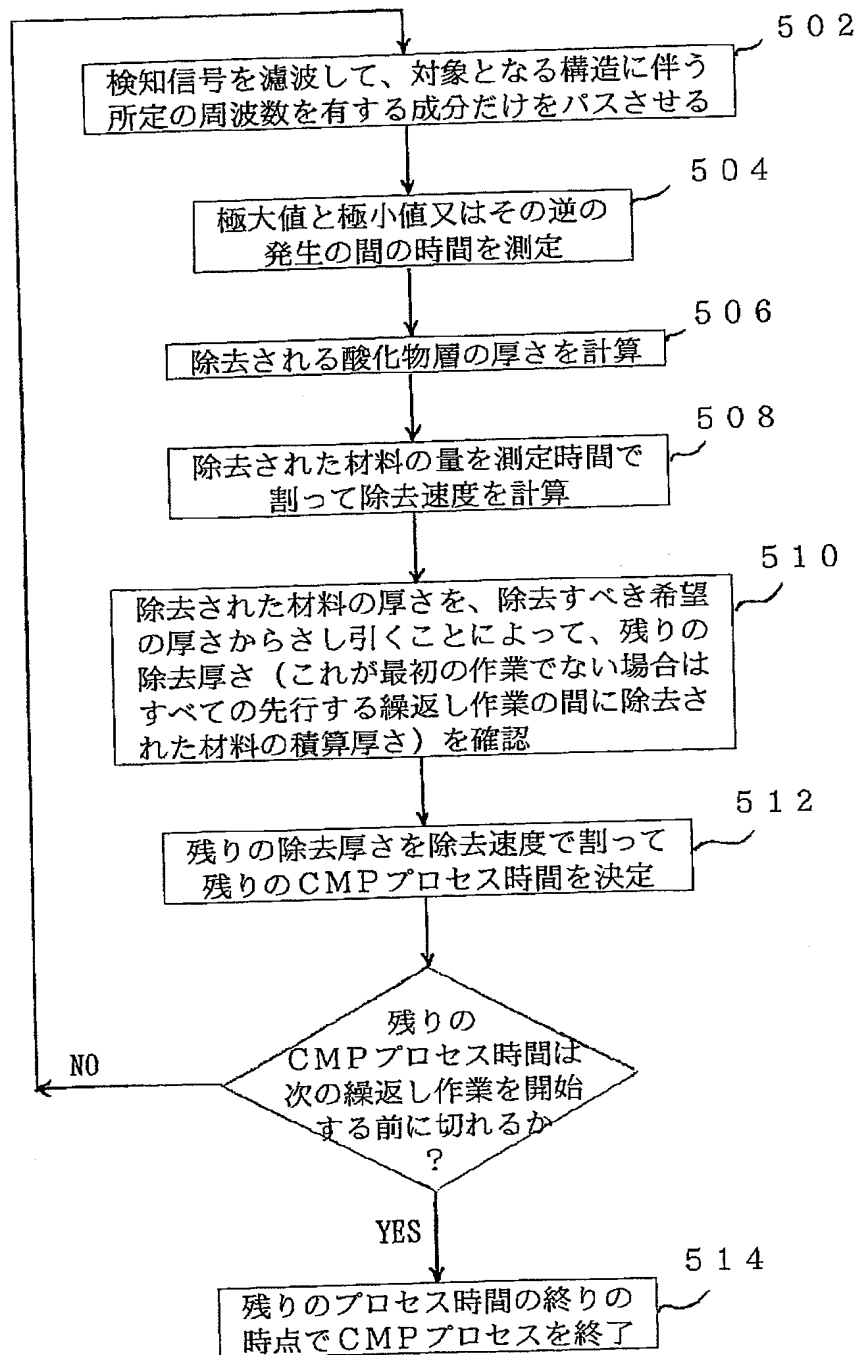 502
検知信号を濾波して、対象となる構造に伴う
所定の周波数を有する成分だけをパスさせる
504
極大値と極小値又はその逆の
発生の間の時間を測定
506
除去される酸化物層の厚さを計算
508
除去された材料の量を測定時間で
割って除去速度を計算
510
除去された材料の厚さを、除去すべき希望
の厚さからさし引くことによって、残りの
除去厚さ（これが最初の作業でない場合は
すべての先行する繰返し作業の間に除去さ
れた材料の積算厚さ）を確認
512
残りの除去厚さを除去速度で割って
残りのCMPプロセス時間を決定
残りの
CMPプロセス時間は
次の繰返し作業を開始
する前に切れるか
?
NO
YES
514
残りのプロセス時間の終りの
時点でCMPプロセスを終了